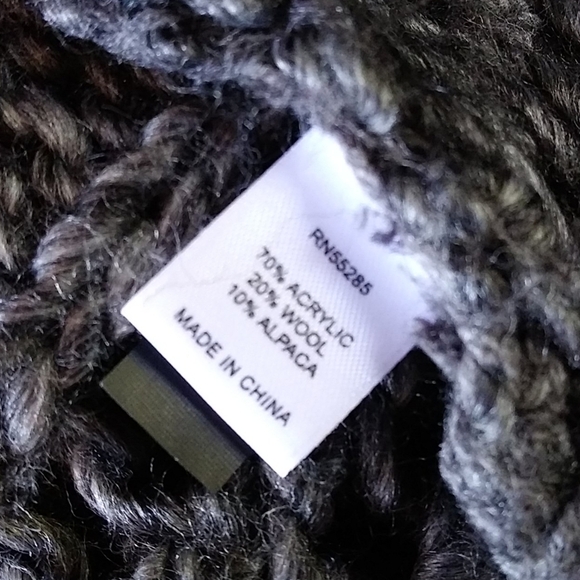 RN55285
70% ACRYLIC
20% WOOL
10% ALPACA
MADE IN CHINA